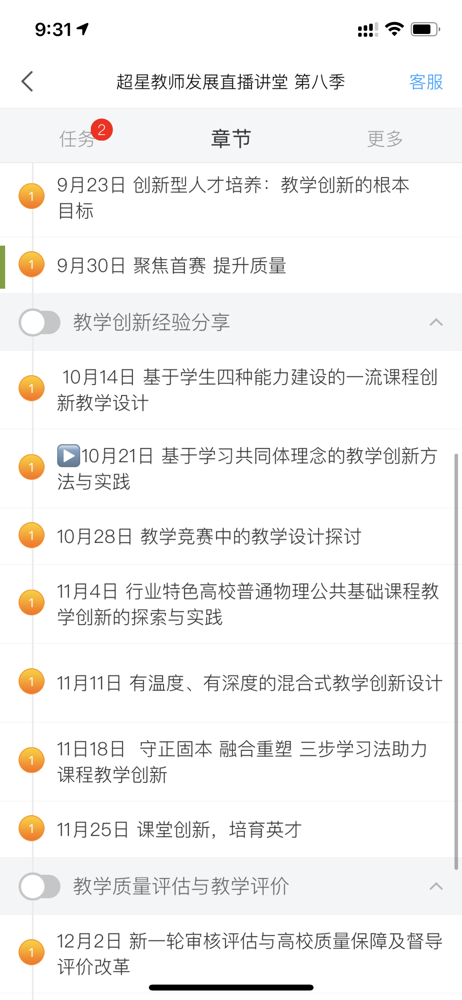 9:31
超星教师发展直播讲堂 第八季
客服
任务
2
章节
更多
1
9月23日 创新型人才培养：教学创新的根本
目标
1
9月30日 聚焦首赛 提升质量
教学创新经验分享
1
10月14日 基于学生四种能力建设的一流课程创
新教学设计
1
10月21日 基于学习共同体理念的教学创新方
法与实践
1
10月28日 教学竞赛中的教学设计探讨
1
11月4日 行业特色高校普通物理公共基础课程教
学创新的探索与实践
1
11月11日 有温度、有深度的混合式教学创新设计
1
11日18日 守正固本 融合重塑 三步学习法助力
课程教学创新
1
11月25日 课堂创新，培育英才
教学质量评估与教学评价
1
12月2日 新一轮审核评估与高校质量保障及督导
评价改革